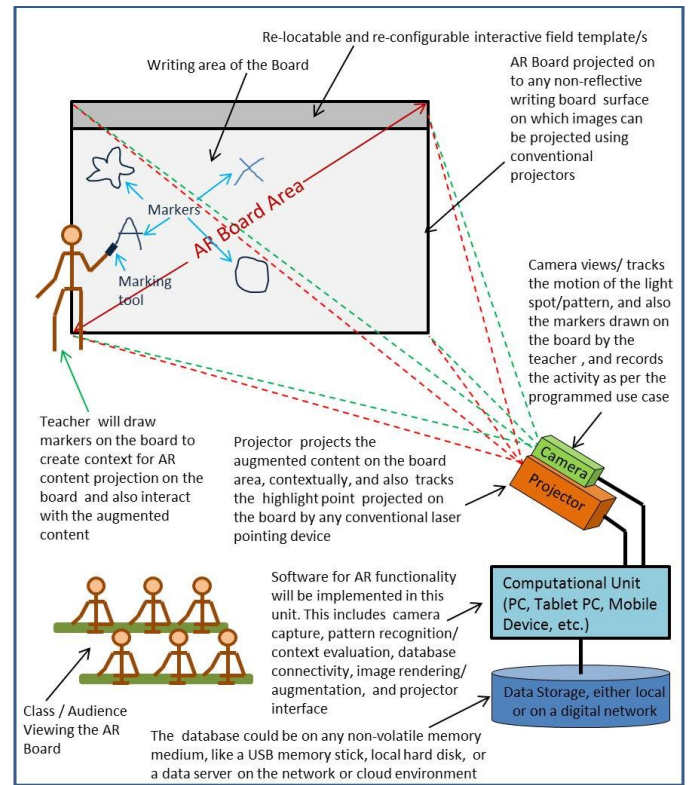 Re-locatable and re-configurable interactive field template/s
Writing area of the Board
AR Board projected on
to any non-reflective
writing board surface
on which images can
be projected using
conventional
projectors
Markers
AR Board Area
A
Marking
tool
Camera views/ tracks
the motion of the light
spot/pattern, and also
the markers drawn on
the board by the
teacher , and records
the activity as per the
programmed use case
Teacher will draw
markers on the board to
create context for AR
content projection on the
board and also interact
with the augmented
content
Projector projects the
augmented content on the board
area, contextually, and also tracks
the highlight point projected on
the board by any conventional laser
pointing device
Camera
Projector
Software for AR functionality
will be implemented in this
unit. This includes camera
capture, pattern recognition/
context evaluation, database
connectivity, image rendering/
augmentation, and projector
interface
Computational Unit
(PC, Tablet PC, Mobile
Device, etc.)
Data Storage, either local
or on a digital network
Class / Audience
Viewing the AR
Board
The database could be on any non-volatile memory
medium, like a USB memory stick, local hard disk, or
a data server on the network or cloud environment